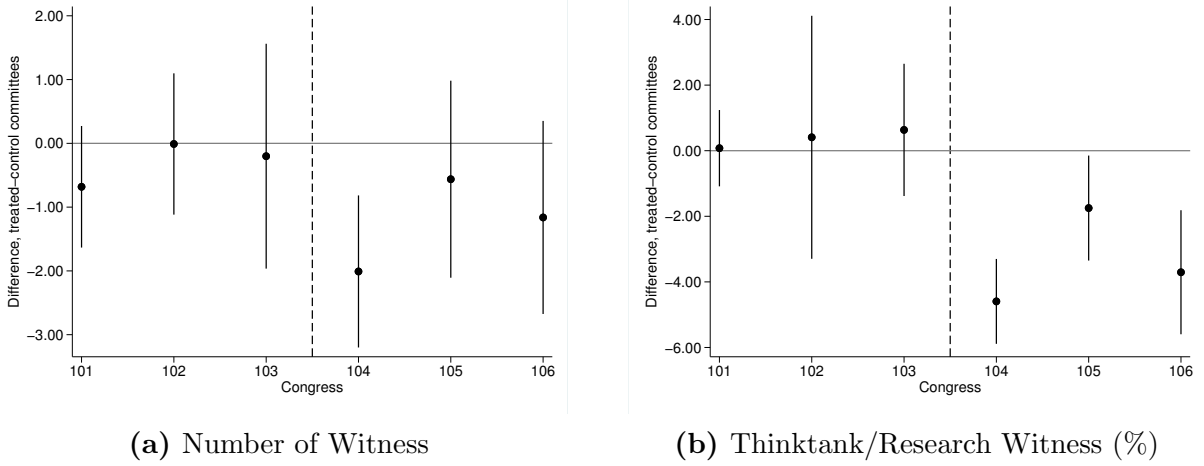 Difference, treated−control committees
2.00
1.00
0.00
−1.00
−2.00
−3.00
101 102 103 104 105 106
Congress
(a) Number of Witness
Difference, treated−control committees
4.00
2.00
0.00
−2.00
−4.00
−6.00
101 102 103 104 105 106
Congress
(b) Thinktank/Research Witness (%)